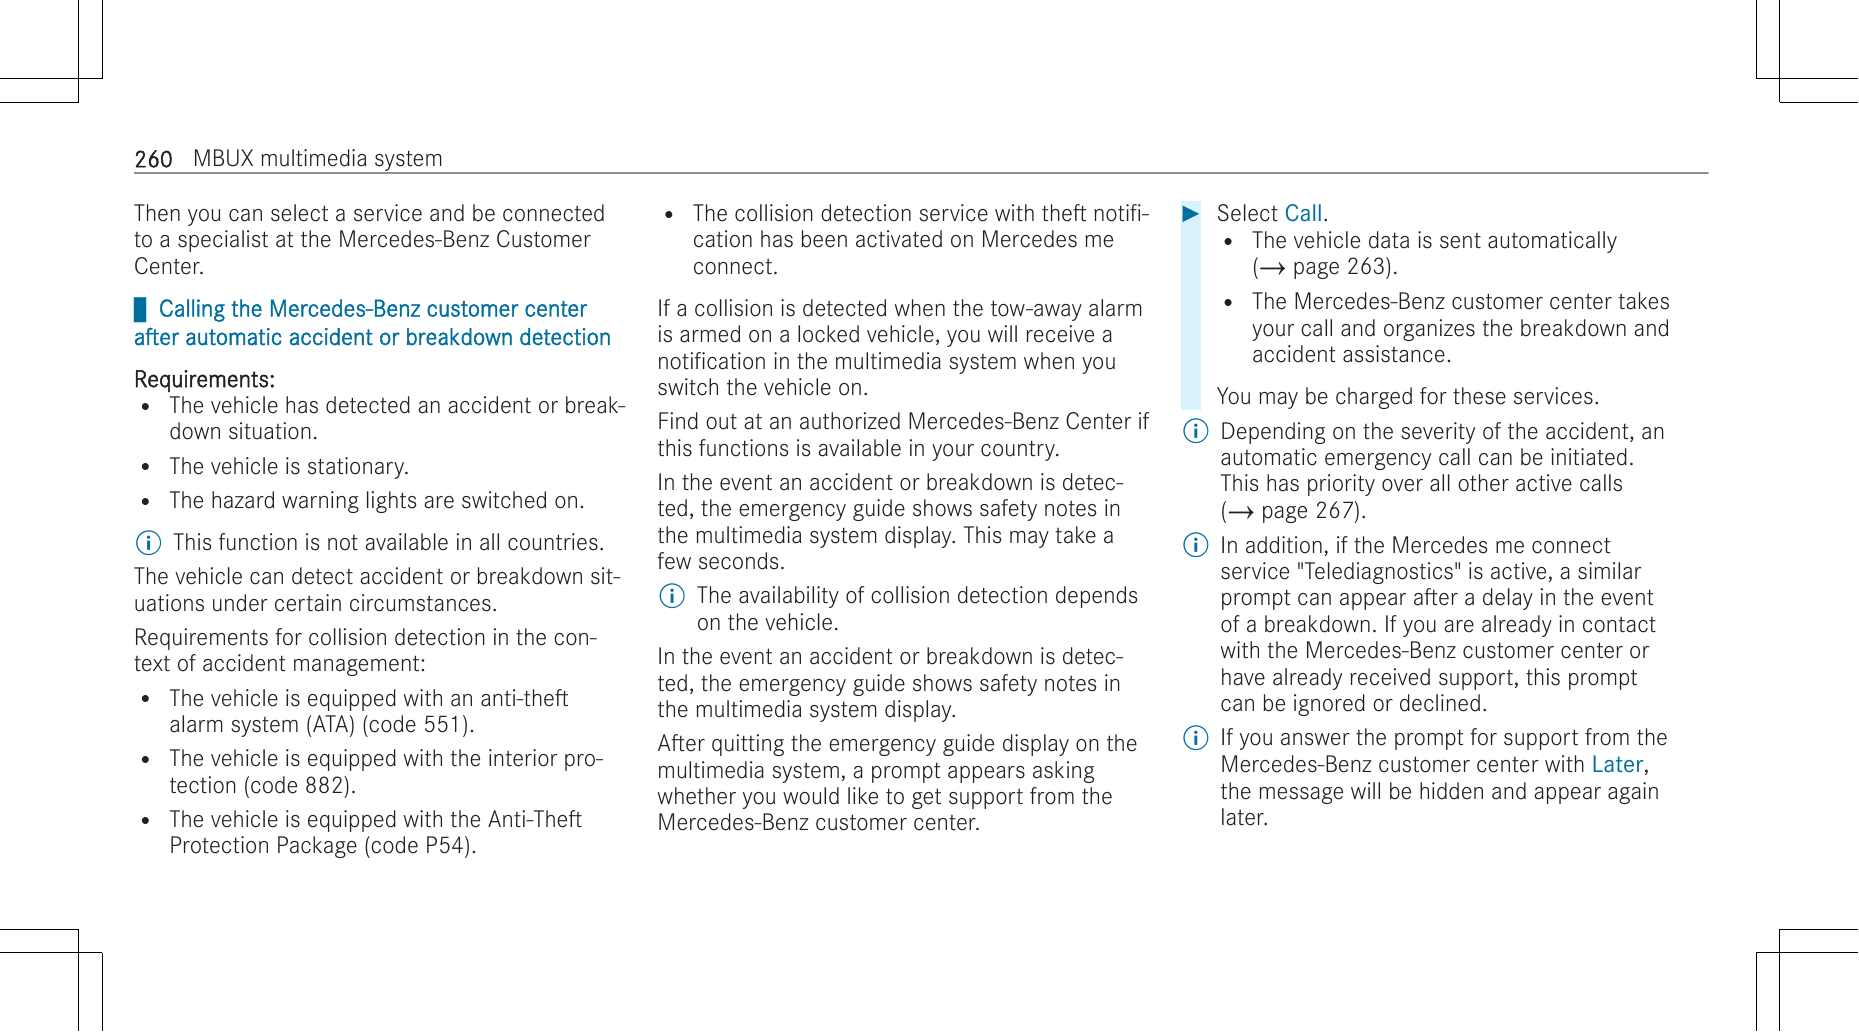 260 MBUX multimedia system
Then you can select a service and be connected
to a specialist at the Mercedes-Benz Customer
Center.
Calling the Mercedes-Benz customer center
after automatic accident or breakdown detection
Requirements:
• The vehicle has detected an accident or break-
down situation.
• The vehicle is stationary.
• The hazard warning lights are switched on.
i This function is not available in all countries.
The vehicle can detect accident or breakdown sit-
uations under certain circumstances.
Requirements for collision detection in the con-
text of accident management:
• The vehicle is equipped with an anti-theft
alarm system (ATA) (code 551).
• The vehicle is equipped with the interior pro-
tection (code 882).
• The vehicle is equipped with the Anti-Theft
Protection Package (code P54).
• The collision detection service with theft notifi-
cation has been activated on Mercedes me
connect.
If a collision is detected when the tow-away alarm
is armed on a locked vehicle, you will receive a
notification in the multimedia system when you
switch the vehicle on.
Find out at an authorized Mercedes-Benz Center if
this functions is available in your country.
In the event an accident or breakdown is detec-
ted, the emergency guide shows safety notes in
the multimedia system display. This may take a
few seconds.
i The availability of collision detection depends
on the vehicle.
In the event an accident or breakdown is detec-
ted, the emergency guide shows safety notes in
the multimedia system display.
After quitting the emergency guide display on the
multimedia system, a prompt appears asking
whether you would like to get support from the
Mercedes-Benz customer center.
▶ Select Call.
• The vehicle data is sent automatically
(→ page 263).
• The Mercedes-Benz customer center takes
your call and organizes the breakdown and
accident assistance.
You may be charged for these services.
i Depending on the severity of the accident, an
automatic emergency call can be initiated.
This has priority over all other active calls
(→ page 267).
i In addition, if the Mercedes me connect
service "Telediagnostics" is active, a similar
prompt can appear after a delay in the event
of a breakdown. If you are already in contact
with the Mercedes-Benz customer center or
have already received support, this prompt
can be ignored or declined.
i If you answer the prompt for support from the
Mercedes-Benz customer center with Later,
the message will be hidden and appear again
later.